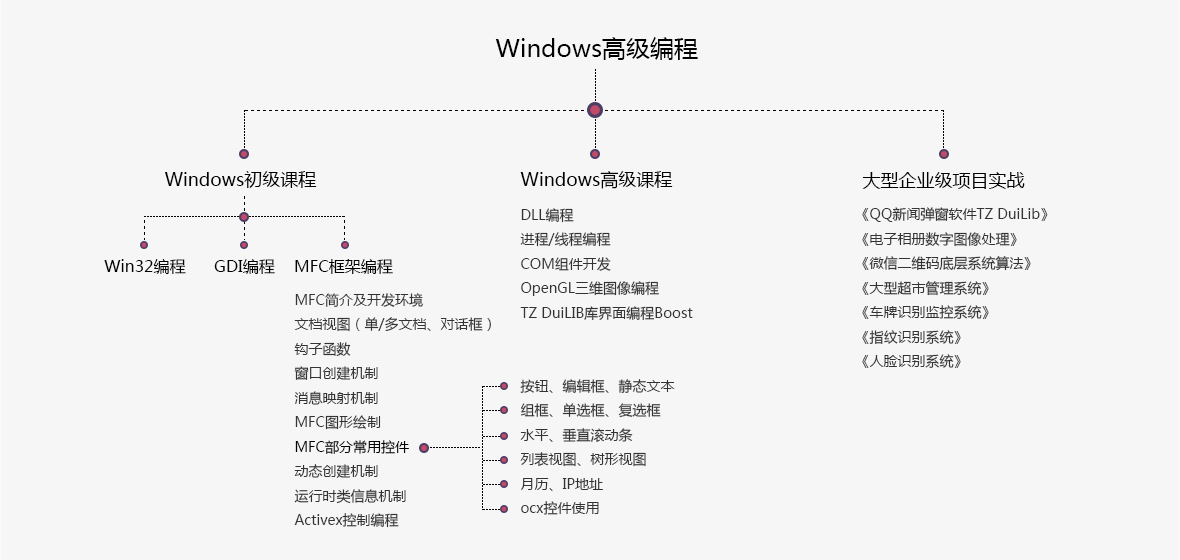 Windows高级编程
Windows初级课程
Win32编程
GDI编程
MFC框架编程
MFC简介及开发环境
文档视图（单/多文档、对话框）
钩子函数
窗口创建机制
消息映射机制
MFC图形绘制
MFC部分常用控件
动态创建机制
运行时类信息机制
Activex控制编程
按钮、编辑框、静态文本
组框、单选框、复选框
水平、垂直滚动条
列表视图、树形视图
月历、IP地址
ocx控件使用
Windows高级课程
DLL编程
进程/线程编程
COM组件开发
OpenGL三维图像编程
TZ DuiLIB库界面编程Boost
大型企业级项目实战
《QQ新闻弹窗软件TZ DuiLib》
《电子相册数字图像处理》
《微信二维码底层系统算法》
《大型超市管理系统》
《车牌识别监控系统》
《指纹识别系统》
《人脸识别系统》